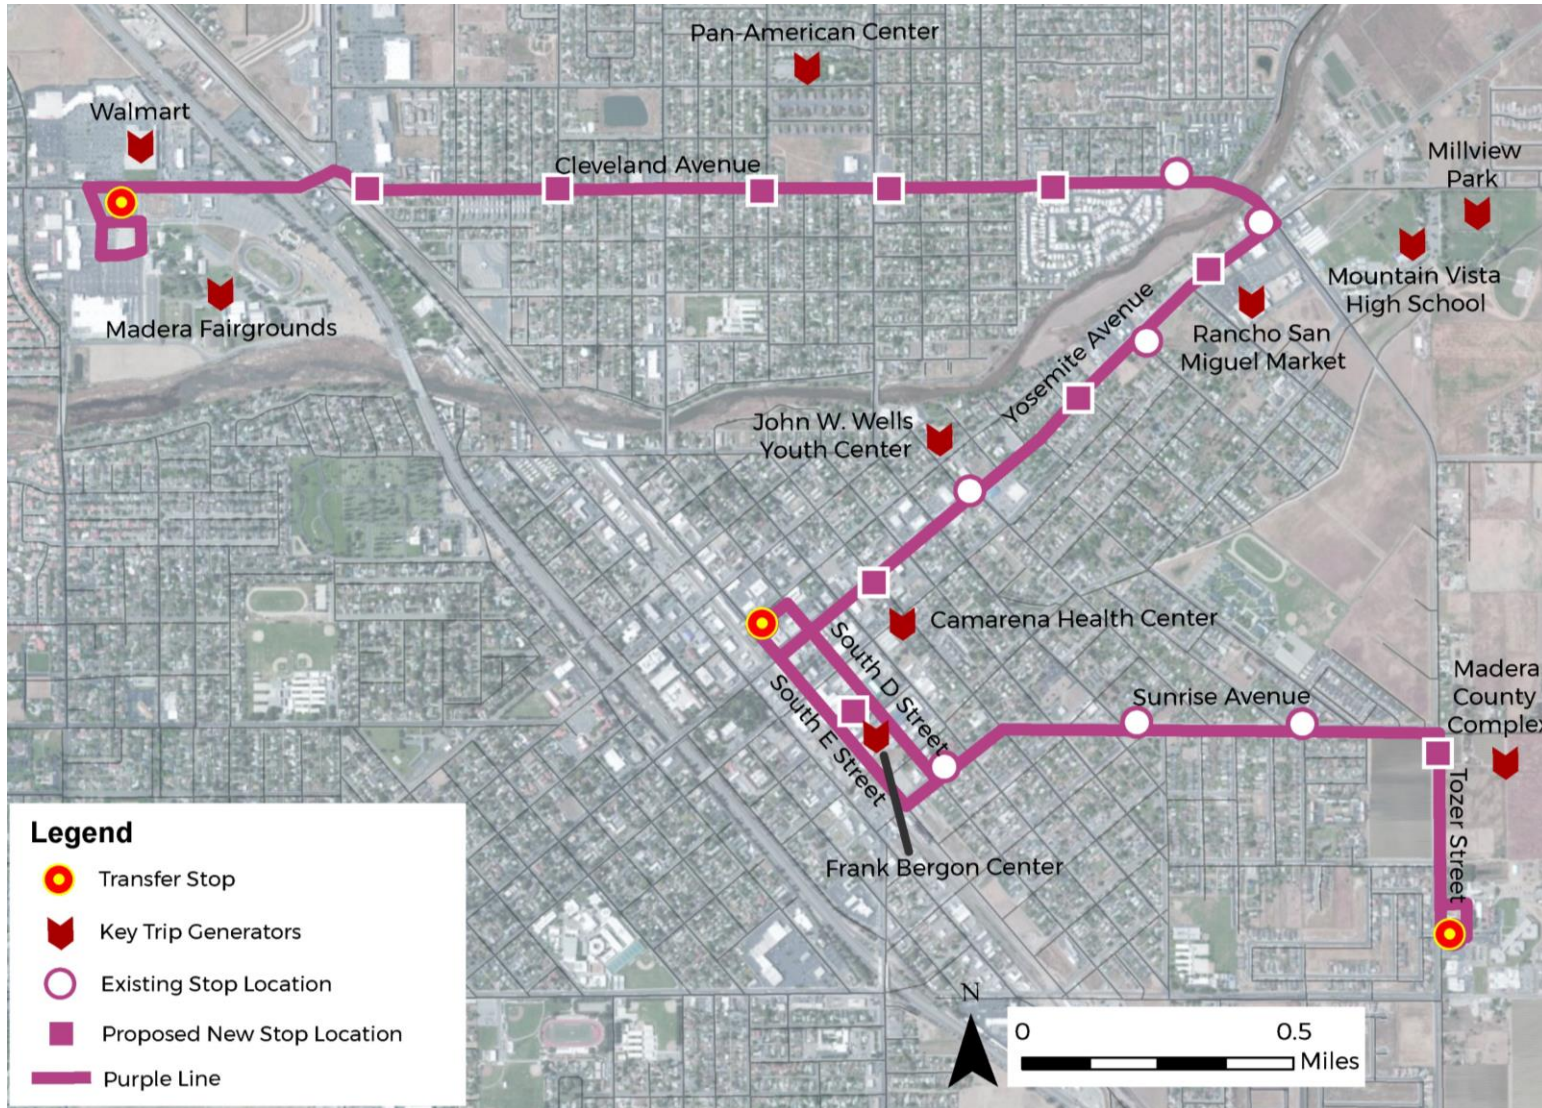 Pan-American Center
Walmart
Cleveland Avenue
Millview
Park
Mountain Vista
High School
Madera Fairgrounds
Yosemite Avenue
Rancho San
Miguel Market
John W. Wells
Youth Center
Camarena Health Center
South D Street
South E Street
Sunrise Avenue
Madera
County
Complex
Tozer Street
Frank Bergon Center
Legend
Transfer Stop
Key Trip Generators
Existing Stop Location
Proposed New Stop Location
Purple Line
N
0 0.5
Miles